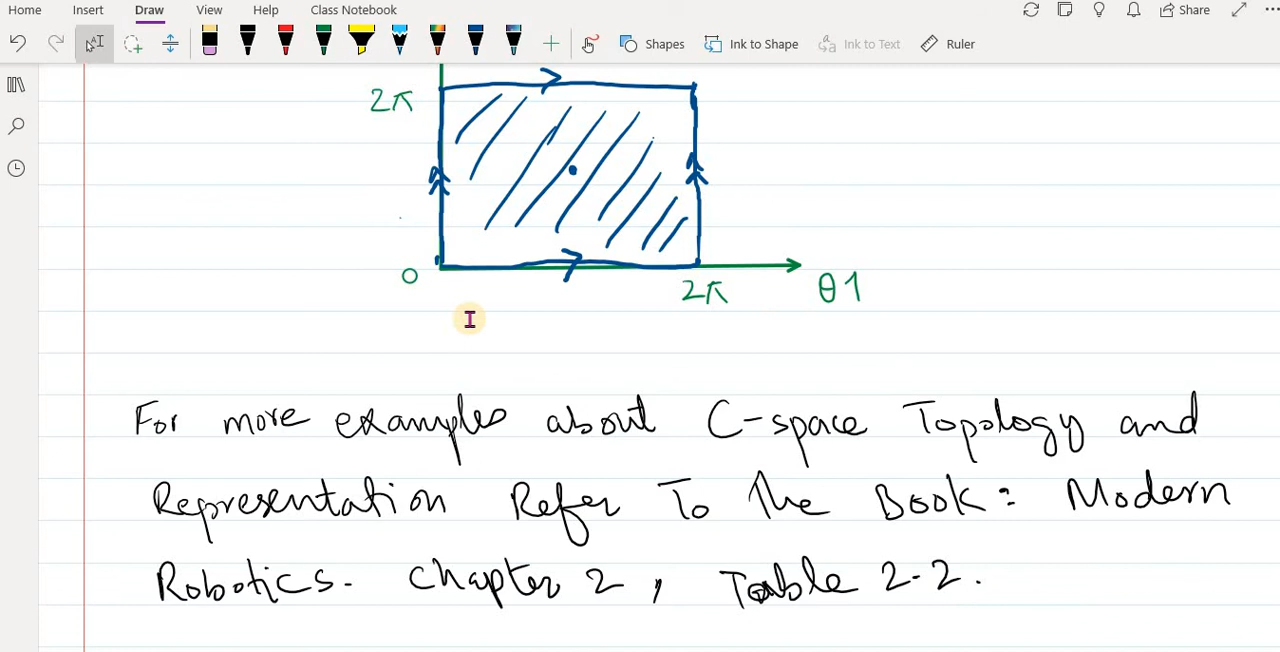 Home Insert Draw View Help Class Notebook Share
Shapes Ink to Shape Ink to Text Ruler
2π
0
2π
θ1
For more examples about C-space Topology and
Representation Refer To the Book: Modern
Robotics. Chapter 2, Table 2.2.